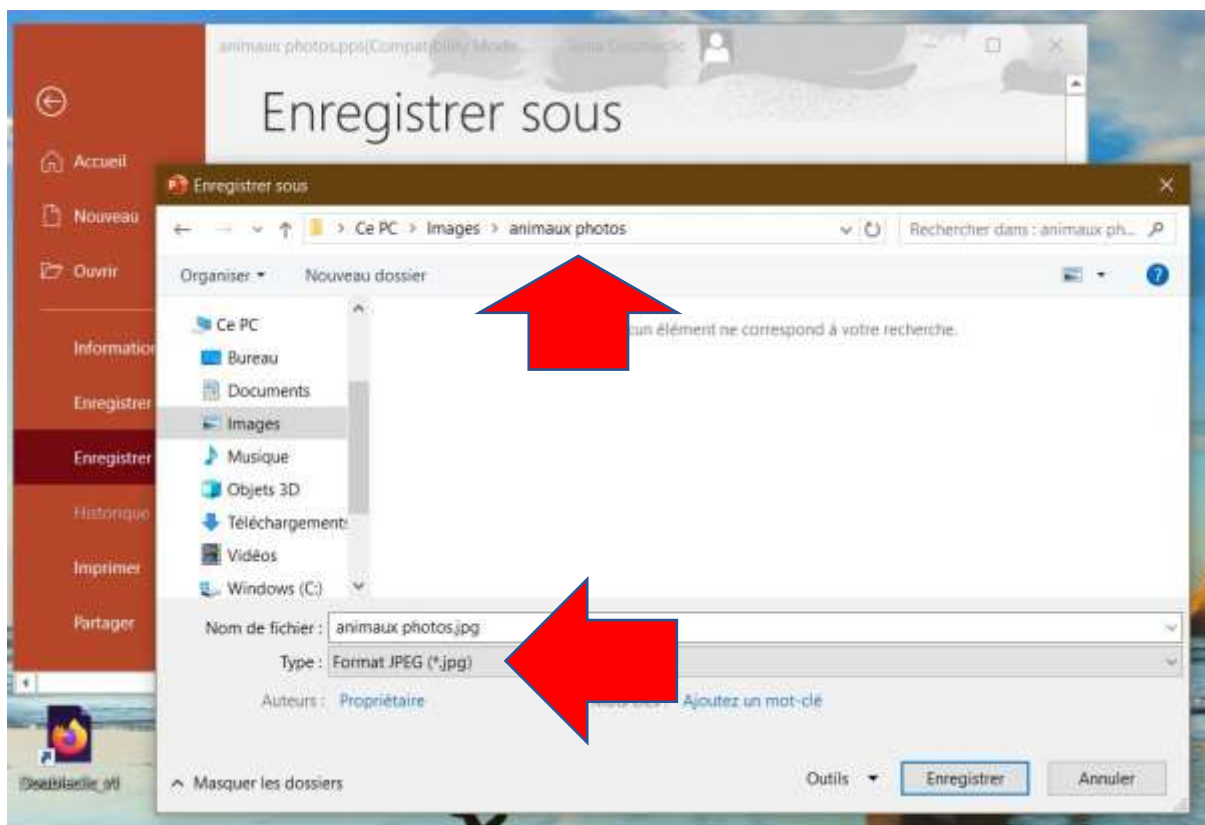 animaux photos.pps(Compatibility Mode...
Enregistrer sous
Accueil
Nouveau
Ouvrir
Information
Enregistrer
Enregistrer
Historique
Imprimer
Partager
Enregistrer sous
> Ce PC > Images > animaux photos
Rechercher dans : animaux ph...
Organiser
Nouveau dossier
Ce PC
Bureau
Documents
Images
Musique
Objets 3D
Téléchargement
Vidéos
Windows (C:)
élément ne correspond à votre recherche.
Nom de fichier : animaux photos.jpg
Type : Format JPEG (*.jpg)
Auteurs : Propriétaire
Ajoutez un mot-clé
Masquer les dossiers
Outils
Enregistrer
Annuler